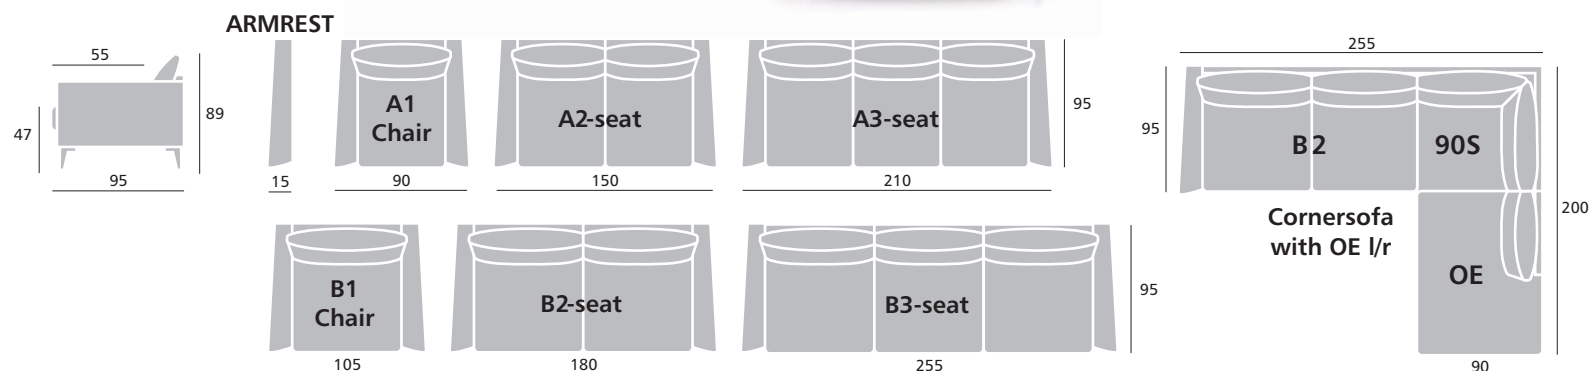 ARMREST
55
89
47
95
15
A1
Chair
90
A2-seat
150
A3-seat
210
95
B1
Chair
105
B2-seat
180
B3-seat
255
95
255
95
B2
90S
200
Cornersofa
with OE l/r
OE
90